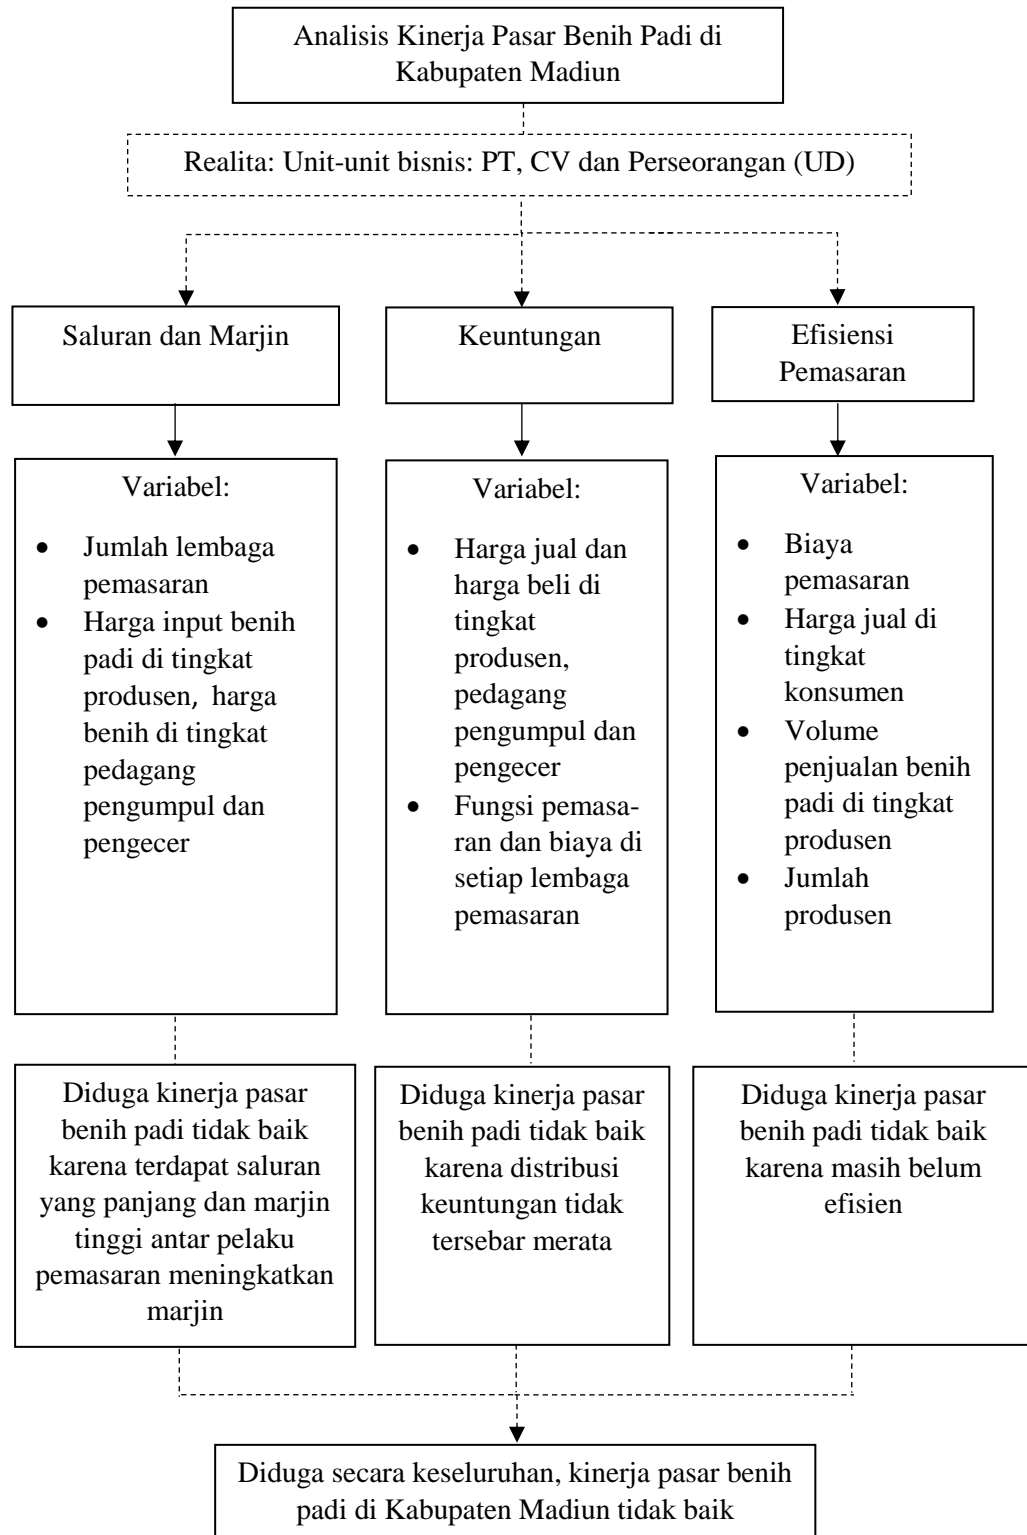 Analisis Kinerja Pasar Benih Padi di
Kabupaten Madiun
Realita: Unit-unit bisnis: PT, CV dan Perseorangan (UD)
Saluran dan Marjin
Keuntungan
Efisiensi
Pemasaran
Variabel:
• Jumlah lembaga
pemasaran
• Harga input benih
padi di tingkat
produsen, harga
benih di tingkat
pedagang
pengumpul dan
pengecer
Variabel:
• Harga jual dan
harga beli di
tingkat
produsen,
pedagang
pengumpul dan
pengecer
• Fungsi pemasa-
ran dan biaya di
setiap lembaga
pemasaran
Variabel:
• Biaya
pemasaran
• Harga jual di
tingkat
konsumen
• Volume
penjualan benih
padi di tingkat
produsen
• Jumlah
produsen
Diduga kinerja pasar
benih padi tidak baik
karena terdapat saluran
yang panjang dan marjin
tinggi antar pelaku
pemasaran meningkatkan
marjin
Diduga kinerja pasar
benih padi tidak baik
karena distribusi
keuntungan tidak
tersebar merata
Diduga kinerja pasar
benih padi tidak baik
karena masih belum
efisien
Diduga secara keseluruhan, kinerja pasar benih
padi di Kabupaten Madiun tidak baik